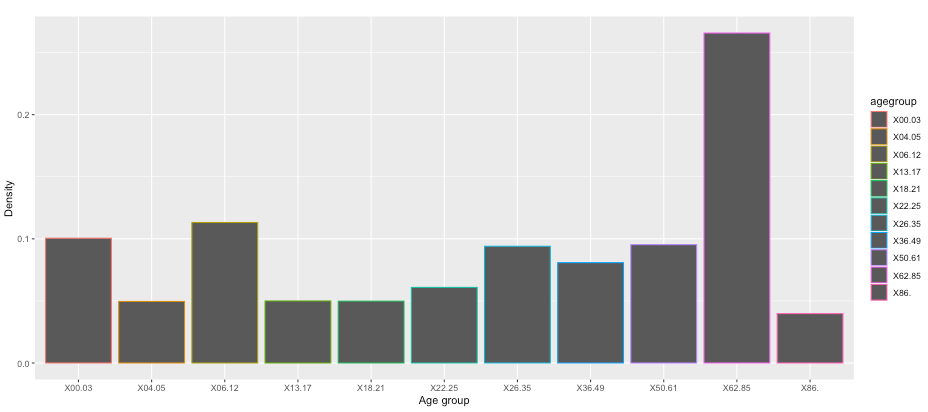 Density
0.2
0.1
0.0
X00.03 X04.05 X06.12 X13.17 X18.21 X22.25 X26.35 X36.49 X50.61 X62.85 X86.
Age group
agegroup
X00.03
X04.05
X06.12
X13.17
X18.21
X22.25
X26.35
X36.49
X50.61
X62.85
X86.